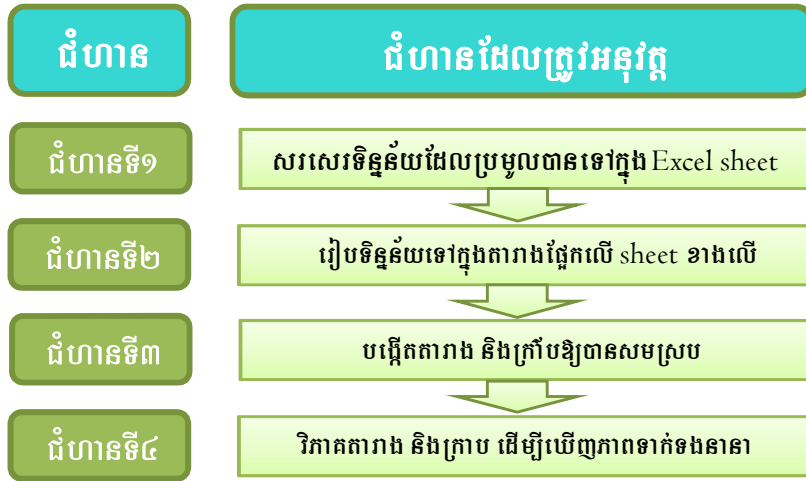 ជំហាន
ជំហានដែលត្រូវអនុវត្ត
ជំហានទី១
សរសេរទិន្នន័យដែលប្រមូលបានទៅក្នុង Excel sheet
ជំហានទី២
រៀបទិន្នន័យទៅក្នុងតារាងផ្អែកលើ sheet ខាងលើ
ជំហានទី៣
បង្កើតតារាង និងក្រាំបឱ្យបានសមស្រប
ជំហានទី៤
វិភាគតារាង និងក្រាប ដើម្បីឃើញភាពទាក់ទងនានា